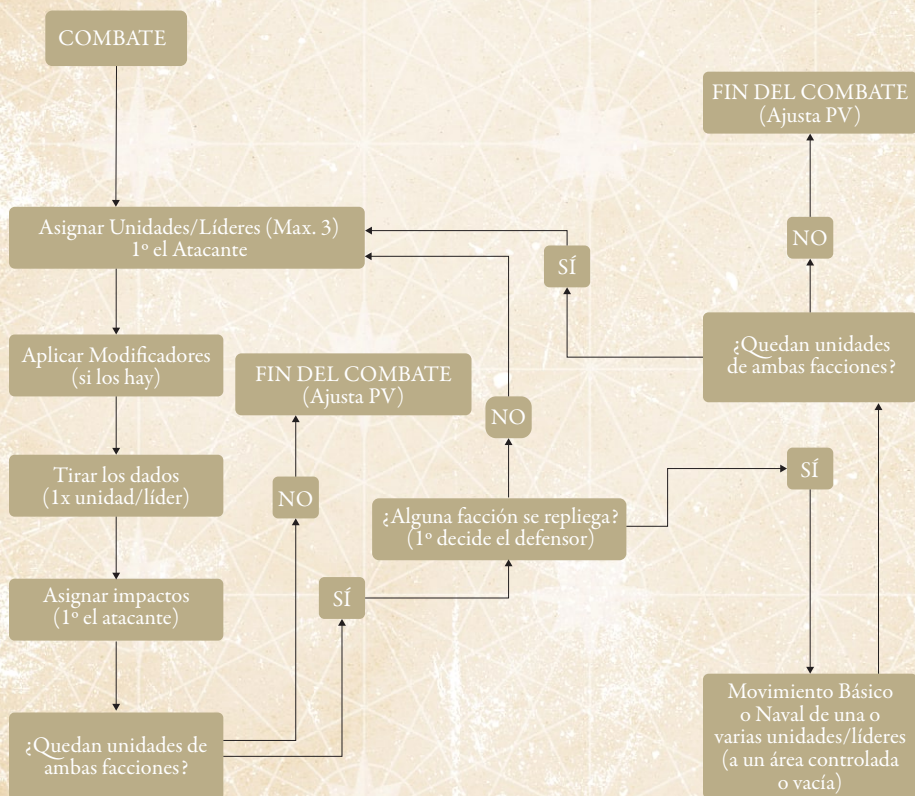 COMBATE
Asignar Unidades/Líderes (Max. 3)
1º el Atacante
Aplicar Modificadores
(si los hay)
Tirar los dados
(1x unidad/líder)
Asignar impactos
(1º el atacante)
¿Quedan unidades de
ambas facciones?
NO
FIN DEL COMBATE
(Ajusta PV)
SÍ
¿Alguna facción se repliega?
(1º decide el defensor)
NO
SÍ
Movimiento Básico
o Naval de una o
varias unidades/líderes
(a un área controlada
o vacía)
¿Quedan unidades
de ambas facciones?
SÍ
NO
FIN DEL COMBATE
(Ajusta PV)